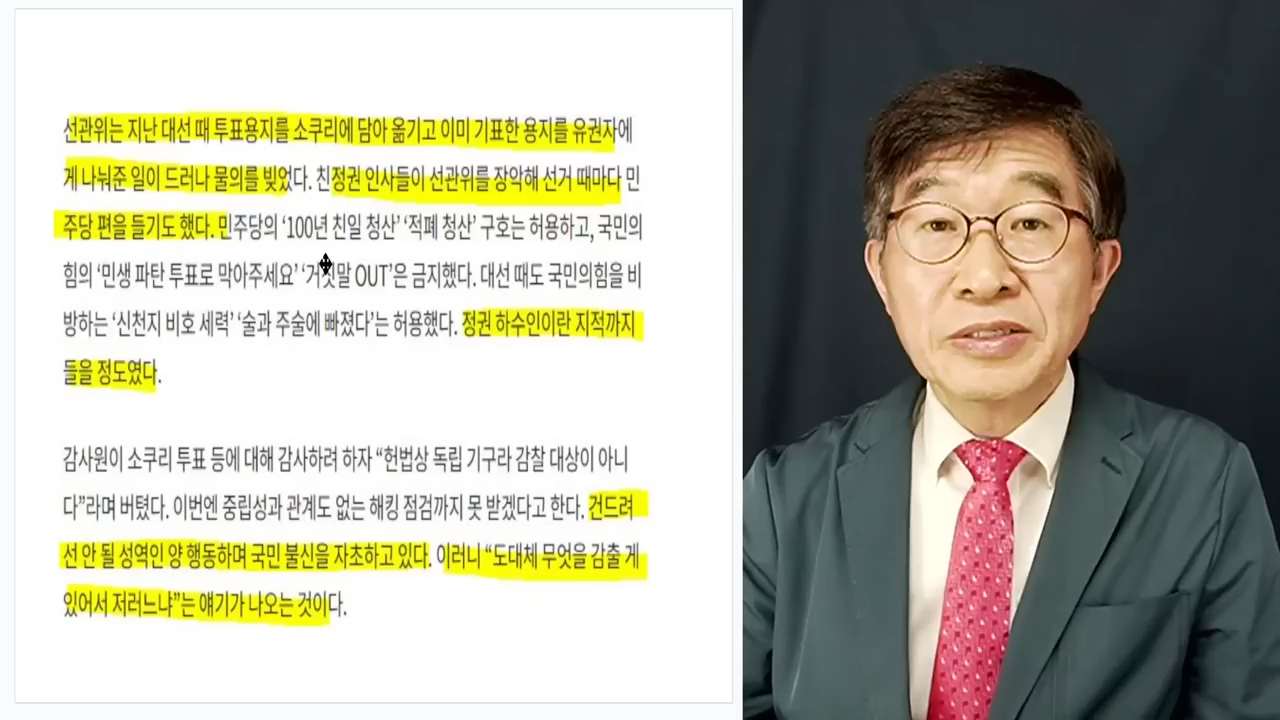 선관위는 지난 대선 때 투표용지를 소쿠리에 담아 옮기고 이미 기표한 용지를 유권자에
게 나눠준 일이 드러나 물의를 빚었다. 친정권 인사들이 선관위를 장악해 선거 때마다 민
주당 편을 들기도 했다. 민주당의 ‘100년 친일 청산’ ‘적폐 청산’ 구호는 허용하고, 국민의
힘의 ‘민생 파탄 투표로 막아주세요’ ‘거짓말 OUT’은 금지했다. 대선 때도 국민의힘을 비
방하는 ‘신천지 비호 세력’ ‘술과 주술에 빠졌다’는 허용했다. 정권 하수인이란 지적까지
들을 정도였다.
감사원이 소쿠리 투표 등에 대해 감사하려 하자 “헌법상 독립 기구라 감찰 대상이 아니
다”라며 버텼다. 이번엔 중립성과 관계도 없는 해킹 점검까지 못 받겠다고 한다. 건드려
선 안 될 성역인 양 행동하며 국민 불신을 자초하고 있다. 이러니 “도대체 무엇을 감출 게
있어서 저러느냐”는 얘기가 나오는 것이다.